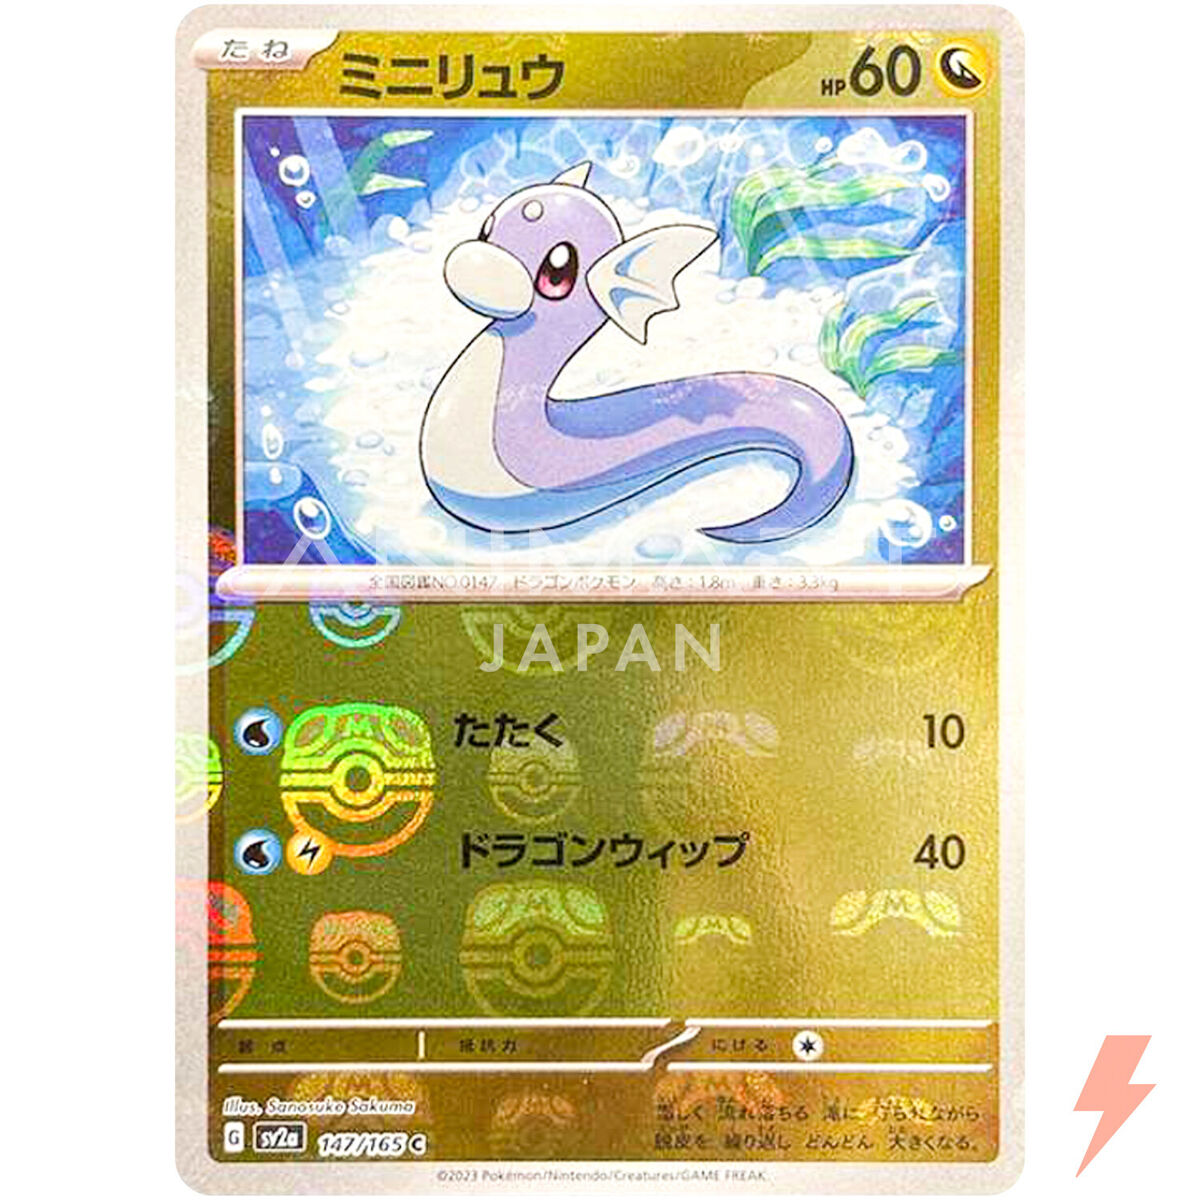 たね ミニリュウ HP 60
全国図鑑NO.0147 ドラゴンポケモン 高さ：1.8m 重さ：3.3kg
ANIMARU
JAPAN
たたく 10
ドラゴンウィップ 40
弱点 抵抗力 にげる
Illus. Sanosuke Sakuma
G sv2a 147/165 C
激しく 流れ落ちる 滝に 打たれながら
脱皮を 繰り返し どんどん 大きくなる。
©2023 Pokémon/Nintendo/Creatures/GAME FREAK.